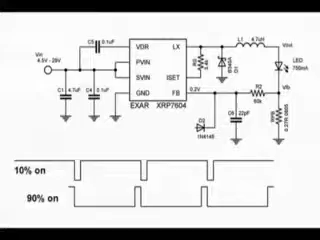 C5 0.1uF
Vin
4.5V - 28V
VDR LX
PVIN
SVIN ISET
GND FB
EXAR XRP7604
L1 4.7uH
Vout
LED
750mA
D1
0.2V
Vfb
R2
C1 4.7uF
C4 0.1uF
D2
1N4148
C6 22pF
10% on
90% on